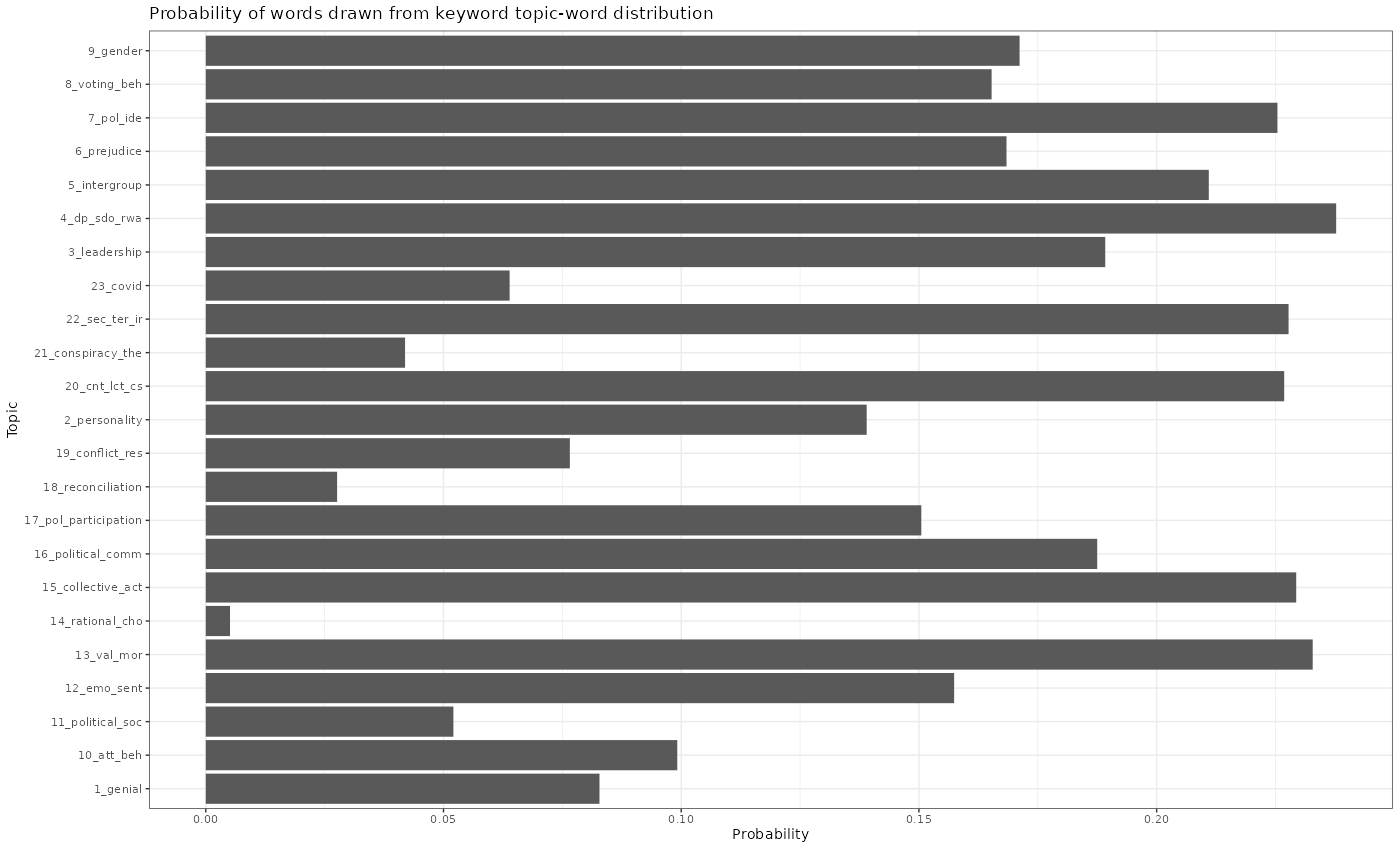 Probability of words drawn from keyword topic-word distribution
9_gender
8_voting_beh
7_pol_ide
6_prejudice
5_intergroup
4_dp_sdo_rwa
3_leadership
23_covid
22_sec_ter_ir
21_conspiracy_the
20_cnt_lct_cs
2_personality
19_conflict_res
18_reconciliation
17_pol_participation
16_political_comm
15_collective_act
14_rational_cho
13_val_mor
12_emo_sent
11_political_soc
10_att_beh
1_genial
Topic
0.00 0.05 0.10 0.15 0.20
Probability